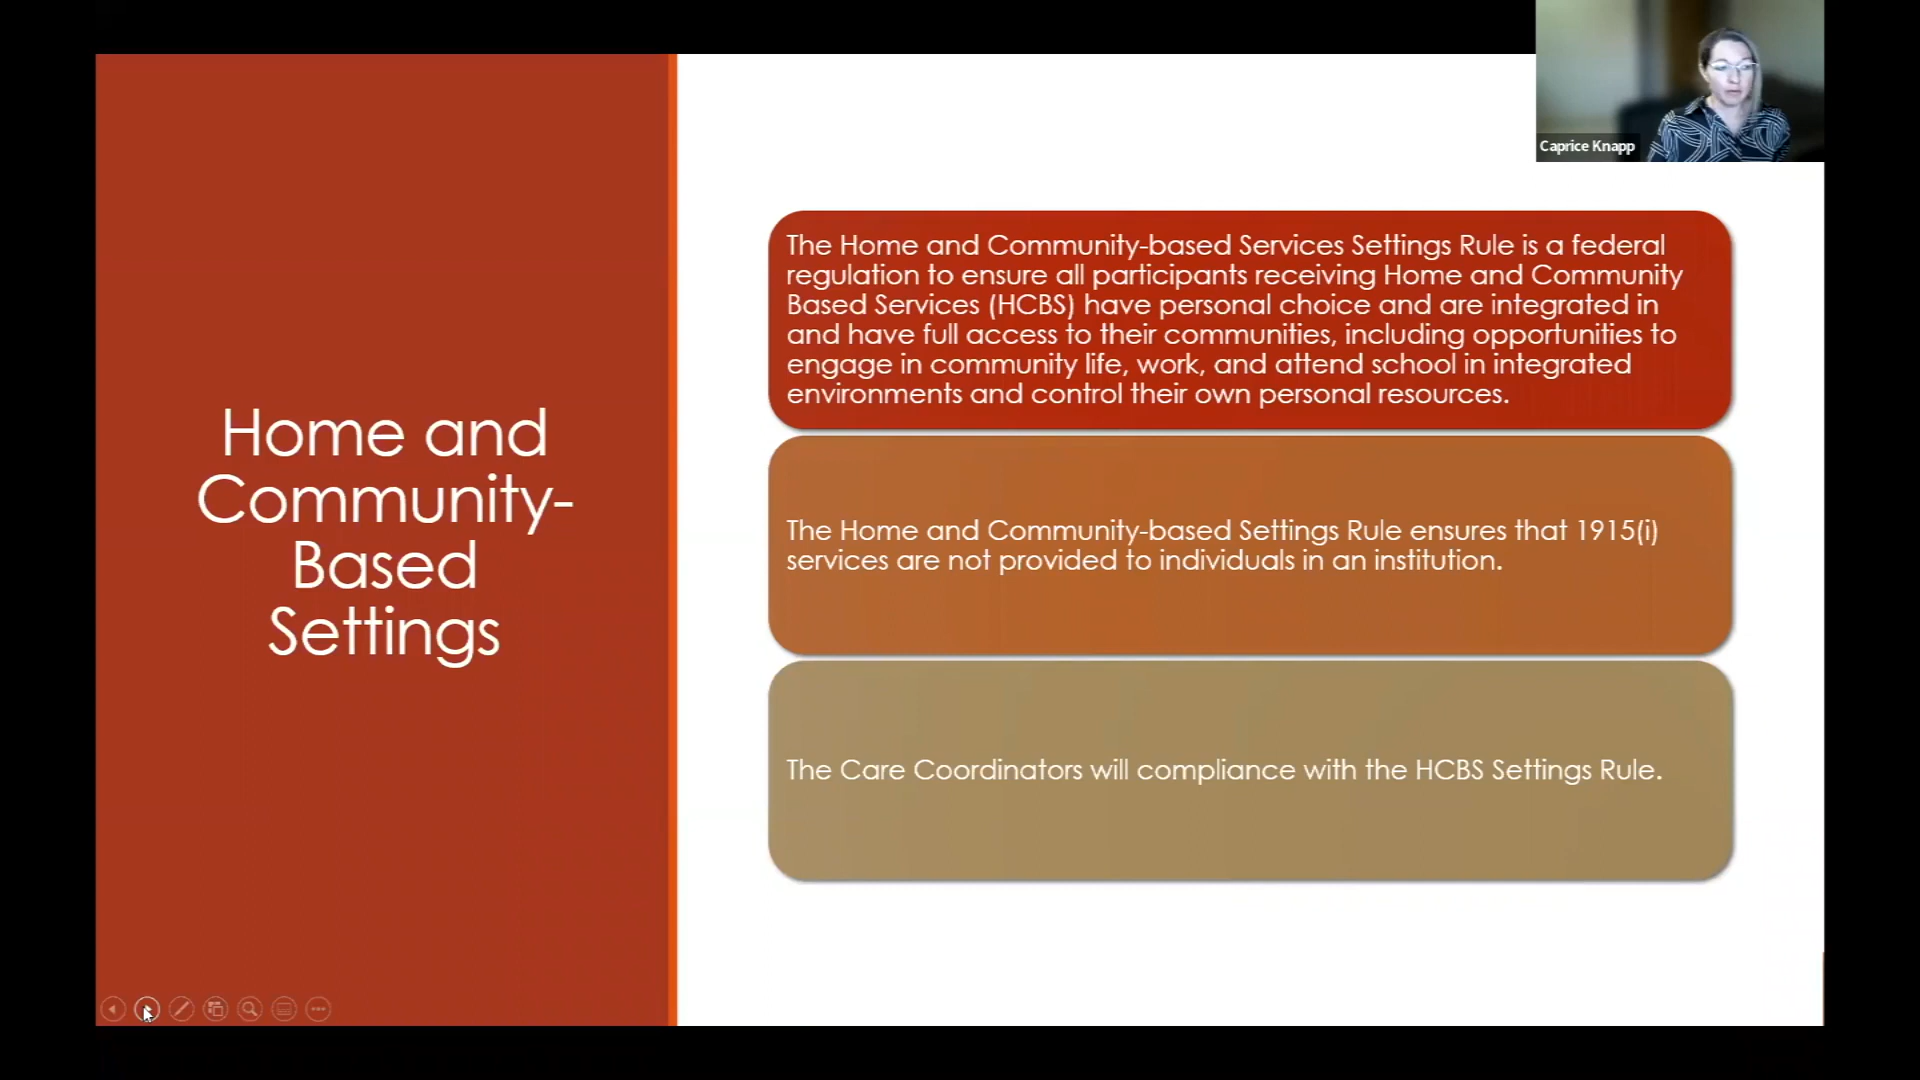 Caprice Knapp
Home and
Community-
Based
Settings
The Home and Community-based Services Settings Rule is a federal
regulation to ensure all participants receiving Home and Community
Based Services (HCBS) have personal choice and are integrated in
and have full access to their communities, including opportunities to
engage in community life, work, and attend school in integrated
environments and control their own personal resources.
The Home and Community-based Settings Rule ensures that 1915(i)
services are not provided to individuals in an institution.
The Care Coordinators will compliance with the HCBS Settings Rule.